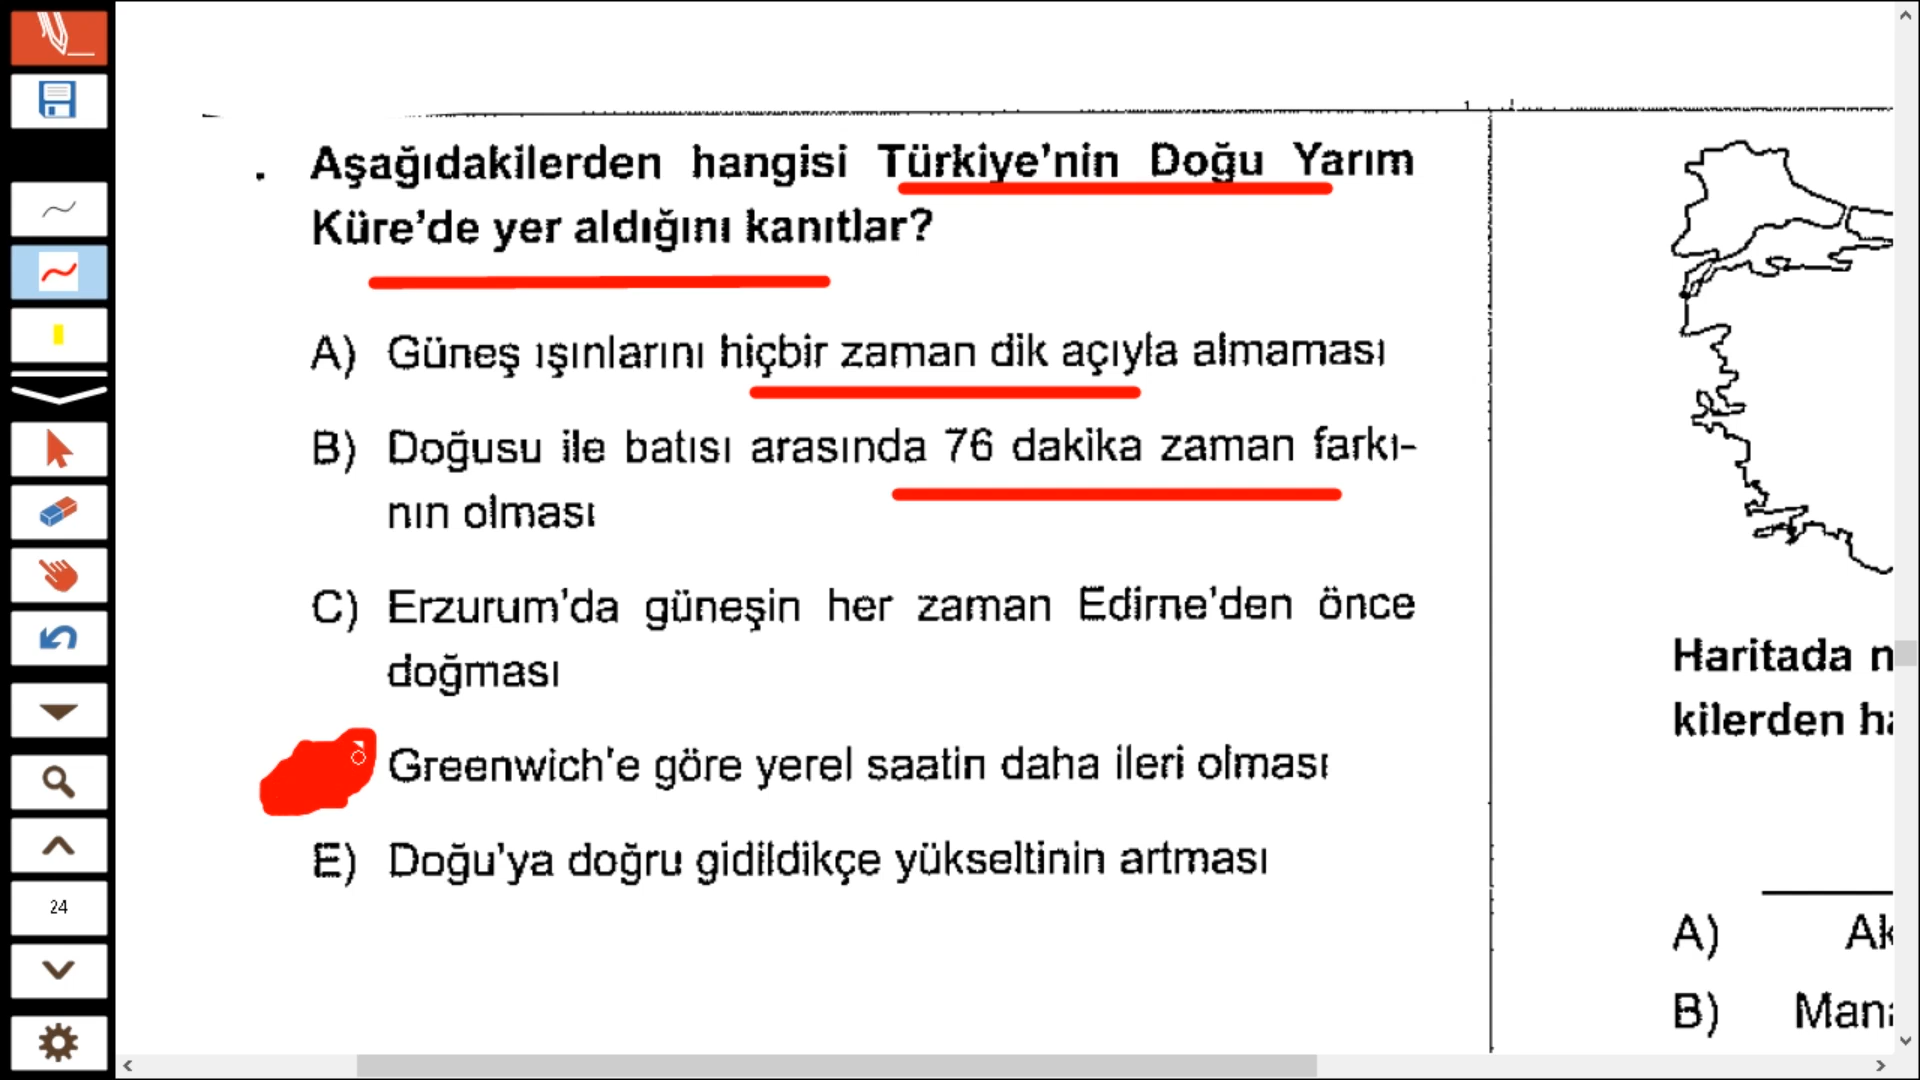 . Aşağıdakilerden hangisi Türkiye'nin Doğu Yarım
Küre'de yer aldığını kanıtlar?
A) Güneş ışınlarını hiçbir zaman dik açıyla almaması
B) Doğusu ile batısı arasında 76 dakika zaman farkı-
nın olması
C) Erzurum'da güneşin her zaman Edirne'den önce
doğması
Greenwich'e göre yerel saatin daha ileri olması
E) Doğu'ya doğru gidildikçe yükseltinin artması
Haritada
kilerden
A)
B)
24